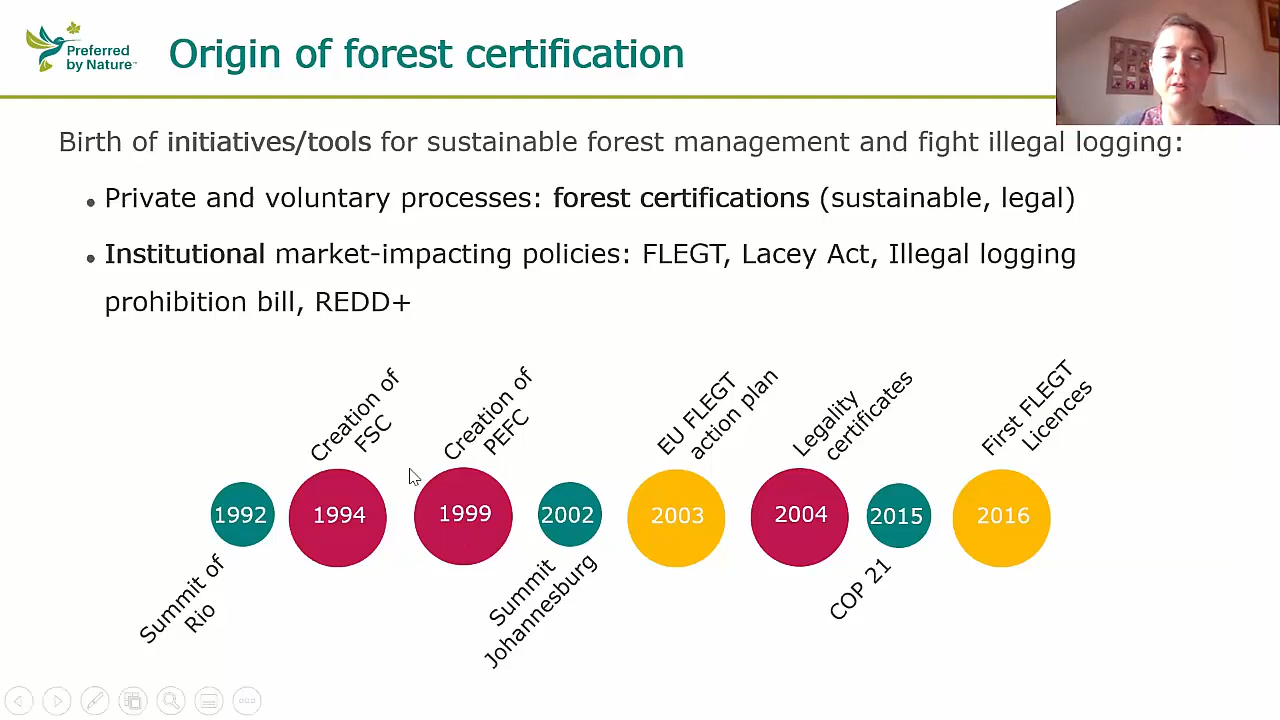 Preferred
by Nature™
Origin of forest certification
Birth of initiatives/tools for sustainable forest management and fight illegal logging:
• Private and voluntary processes: forest certifications (sustainable, legal)
• Institutional market-impacting policies: FLEGT, Lacey Act, Illegal logging
prohibition bill, REDD+
Creation of
FSC
Creation of
PEFC
EU FLEGT
action plan
Legality
certificates
First FLEGT
Licences
1992
1994
1999
2002
2003
2004
2015
2016
Summit of
Rio
Summit
Johannesburg
COP 21